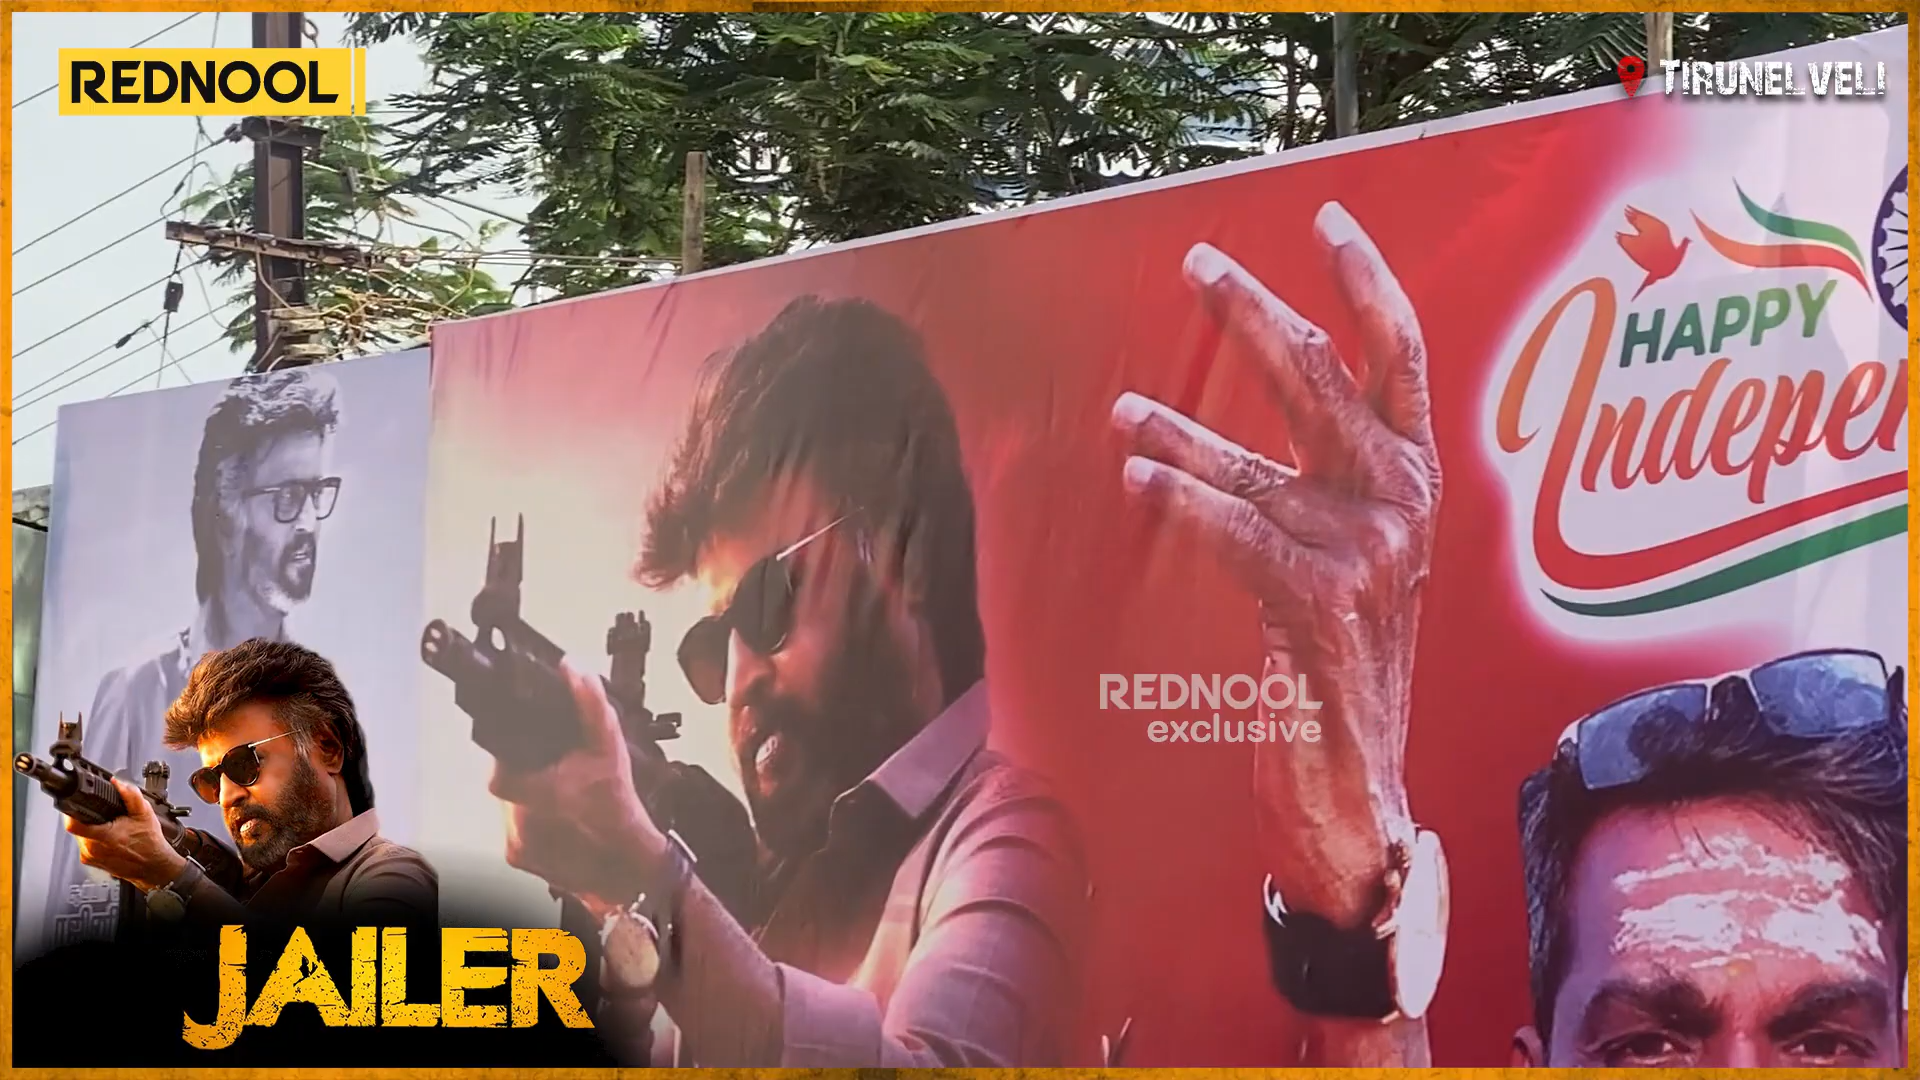 REDNOOL
TIRUNELVELI
HAPPY
Indepen
REDNOOL
exclusive
JAILER